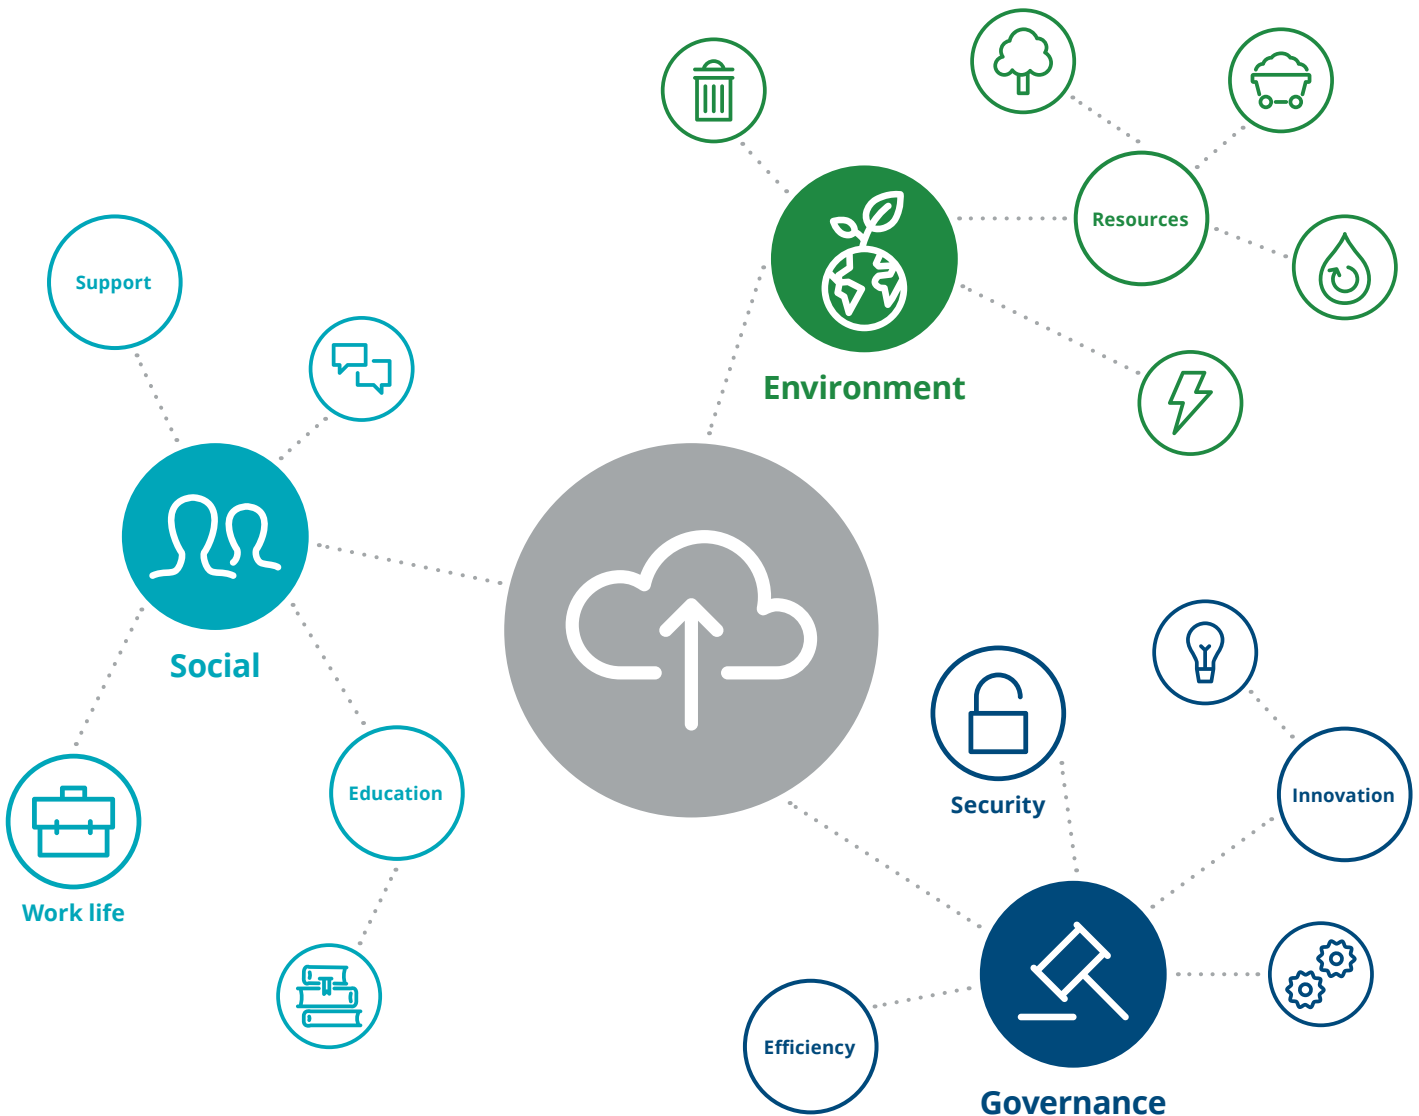 Resources
Support
Environment
Social
Education
Innovation
Security
Work life
Efficiency
Governance